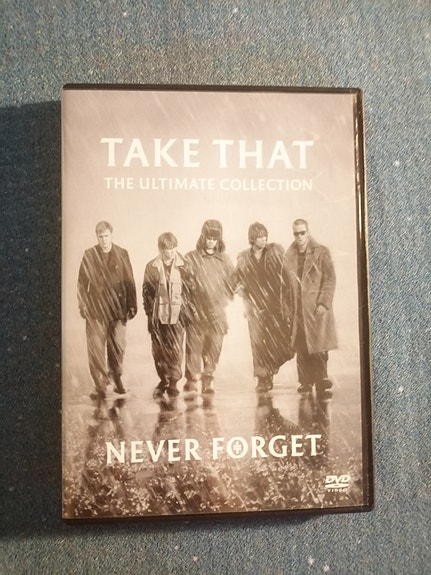 TAKE THAT
THE ULTIMATE COLLECTION
NEVER FORGET
DVD
VIDEO